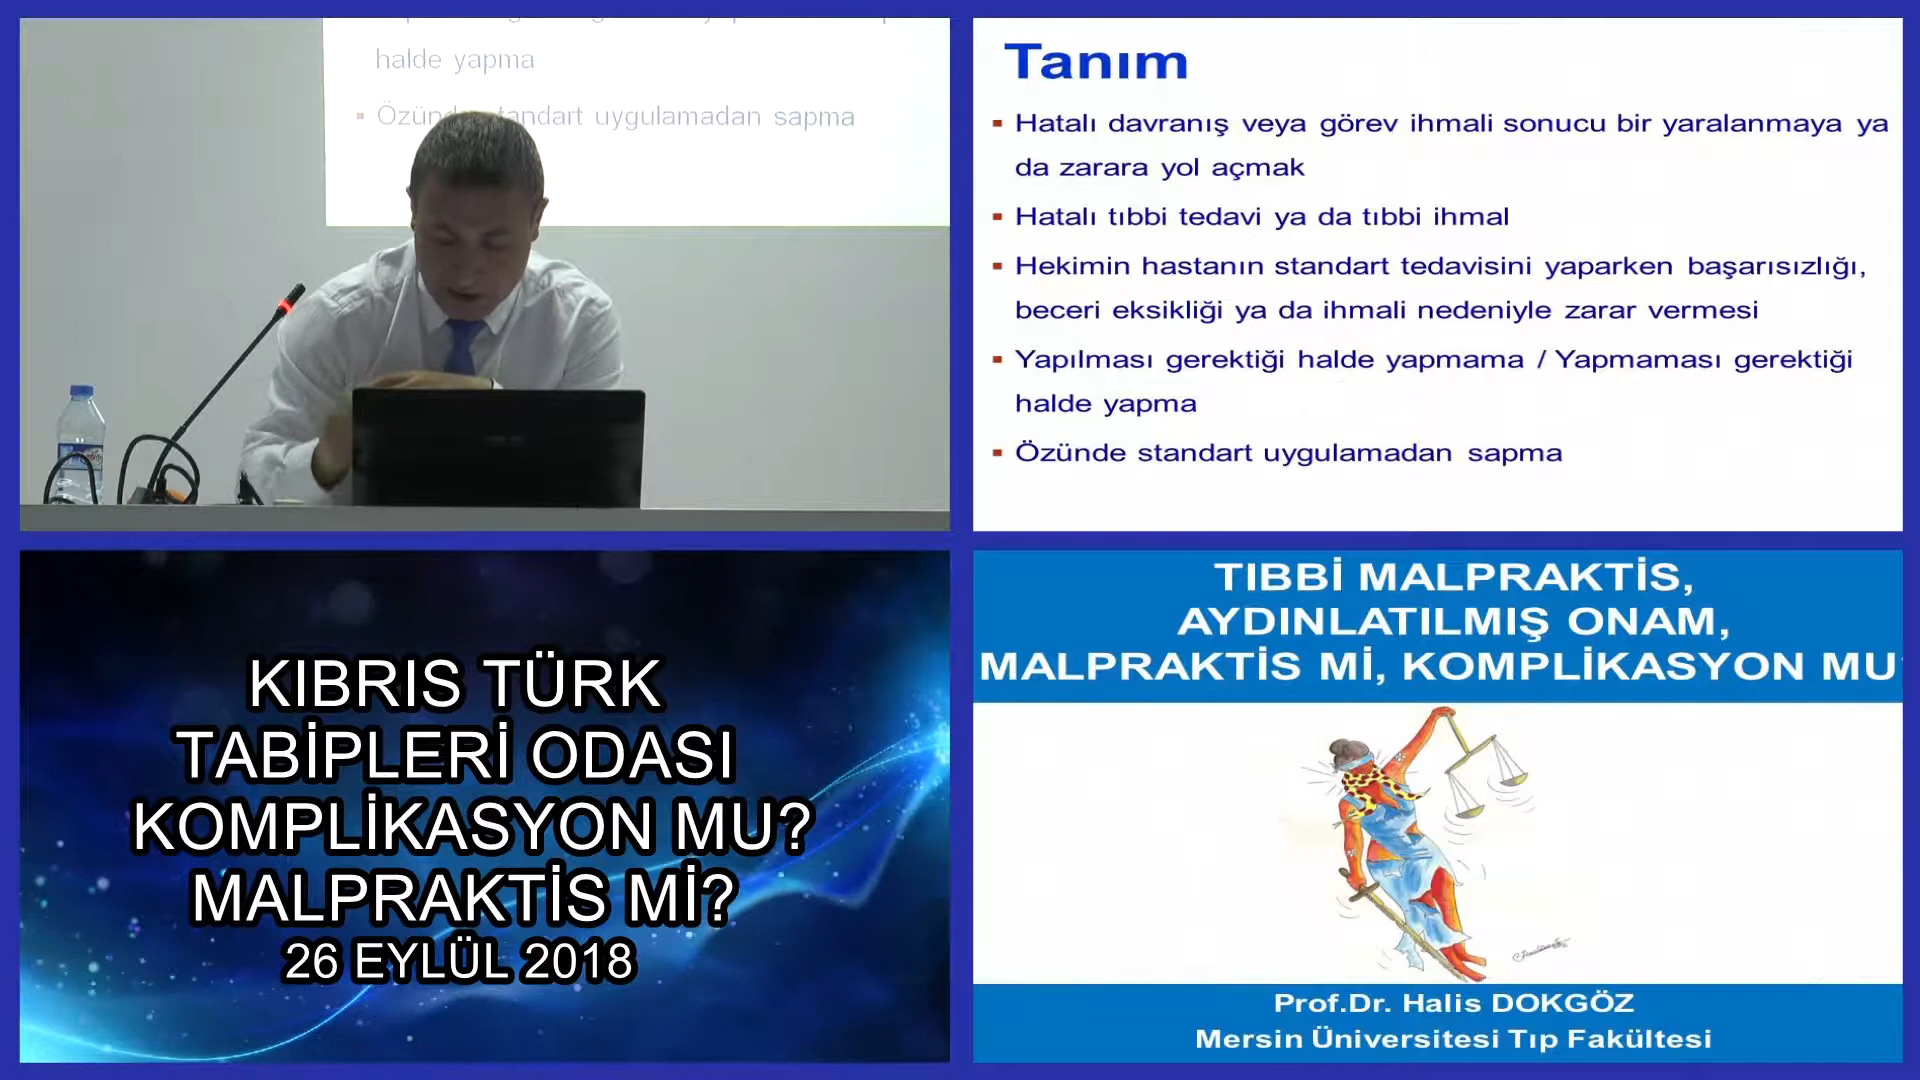 halde yapma
Özünde standart uygulamadan sapma
Tanım
▪ Hatalı davranış veya görev ihmali sonucu bir yaralanmaya ya
da zarara yol açmak
▪ Hatalı tıbbi tedavi ya da tıbbi ihmal
▪ Hekimin hastanın standart tedavisini yaparken başarısızlığı,
beceri eksikliği ya da ihmali nedeniyle zarar vermesi
▪ Yapılması gerektiği halde yapmama / Yapmaması gerektiği
halde yapma
▪ Özünde standart uygulamadan sapma
KIBRIS TÜRK
TABİPLERİ ODASI
KOMPLİKASYON MU?
MALPRAKTİS Mİ?
26 EYLÜL 2018
TIBBİ MALPRAKTİS,
AYDINLATILMIŞ ONAM,
MALPRAKTİS Mİ, KOMPLİKASYON MU
Prof.Dr. Halis DOKGÖZ
Mersin Üniversitesi Tıp Fakültesi